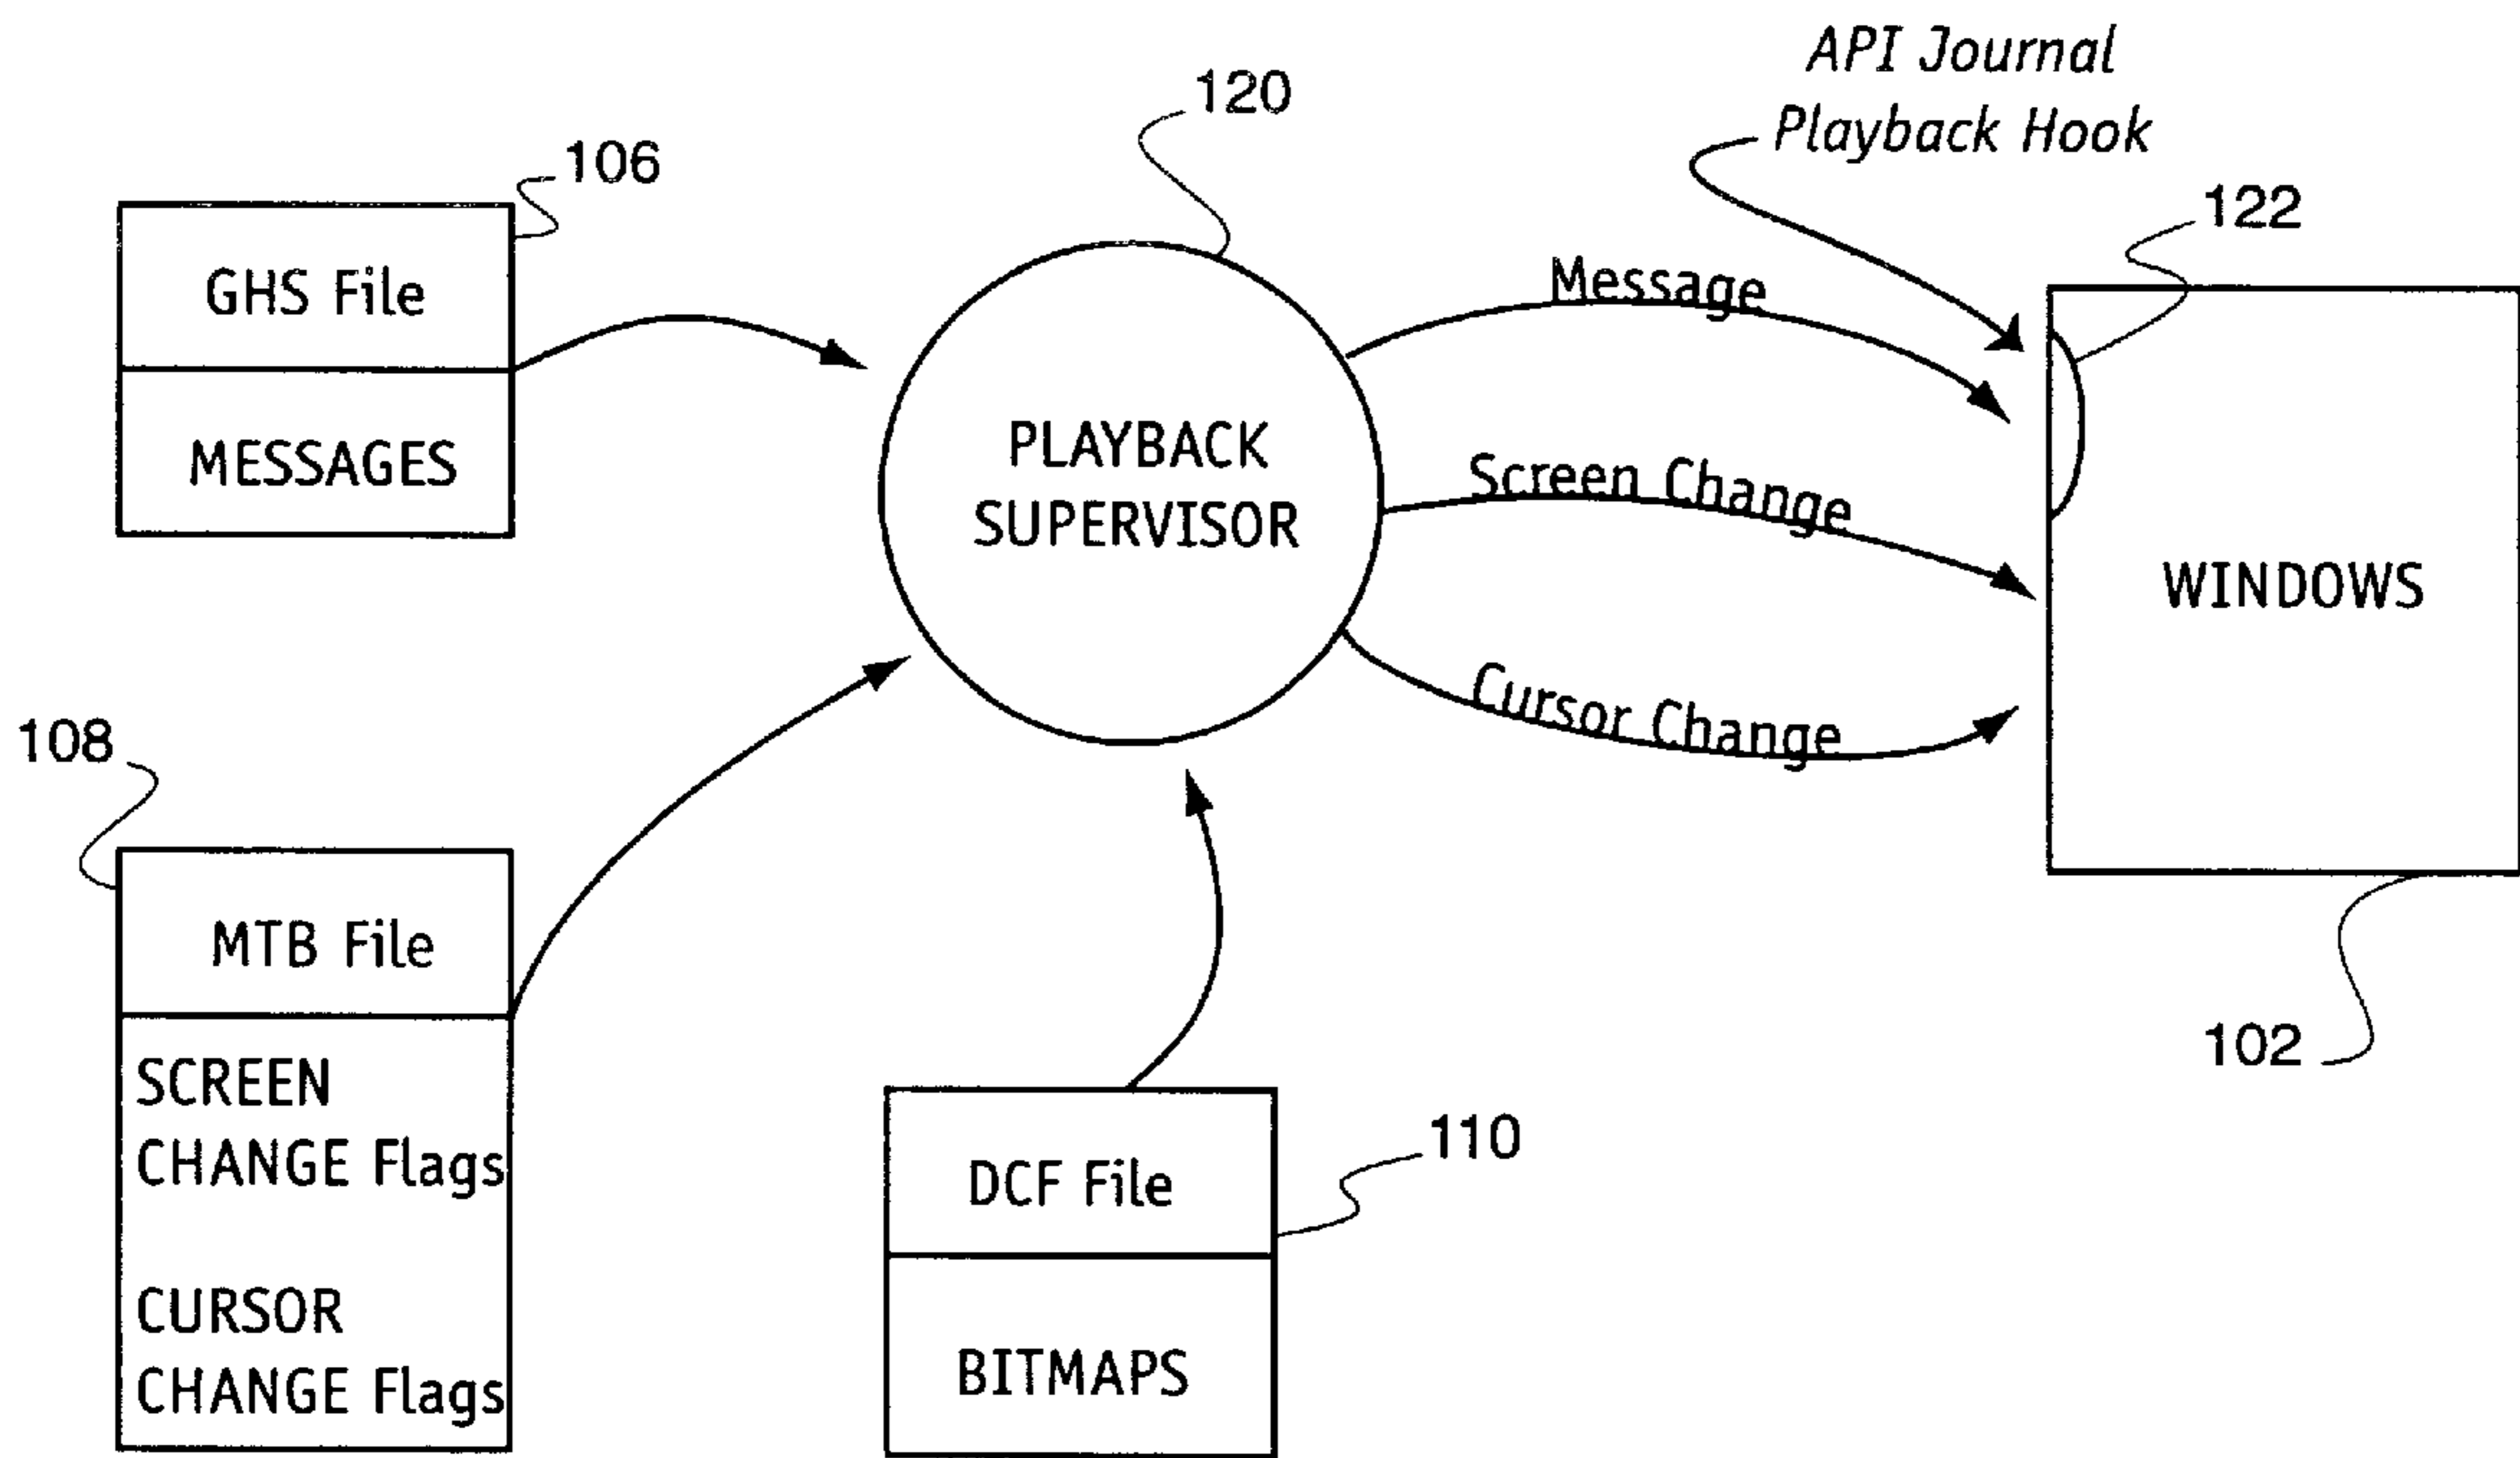 API Journal
Playback Hook
120
106
122
GHS File
MESSAGES
PLAYBACK
SUPERVISOR
Message
Screen Change
Cursor Change
WINDOWS
108
MTB File
SCREEN
CHANGE Flags
CURSOR
CHANGE Flags
102
110
DCF File
BITMAPS